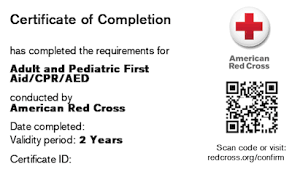 Certificate of Completion
has completed the requirements for
Adult and Pediatric First
Aid/CPR/AED
conducted by
American Red Cross
Date completed:
Validity period: 2 Years
Certificate ID:
American
Red Cross
Scan code or visit:
redcross.org/confirm